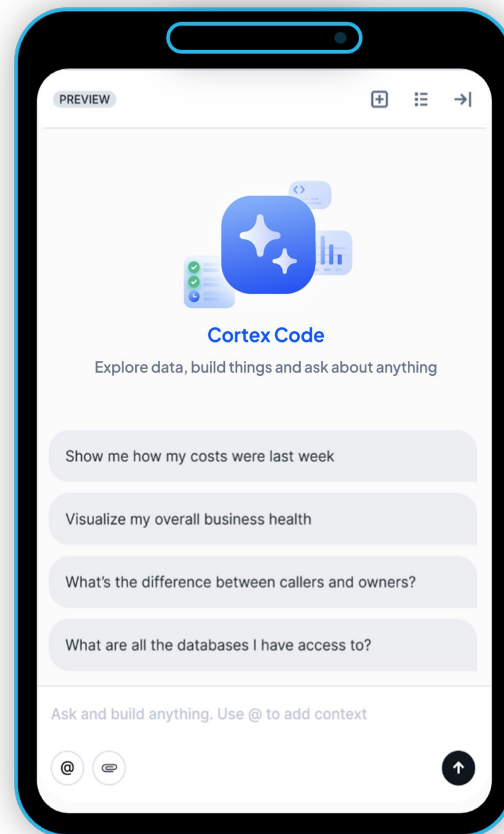 PREVIEW
Cortex Code
Explore data, build things and ask about anything
Show me how my costs were last week
Visualize my overall business health
What's the difference between callers and owners?
What are all the databases I have access to?
Ask and build anything. Use @ to add context
@